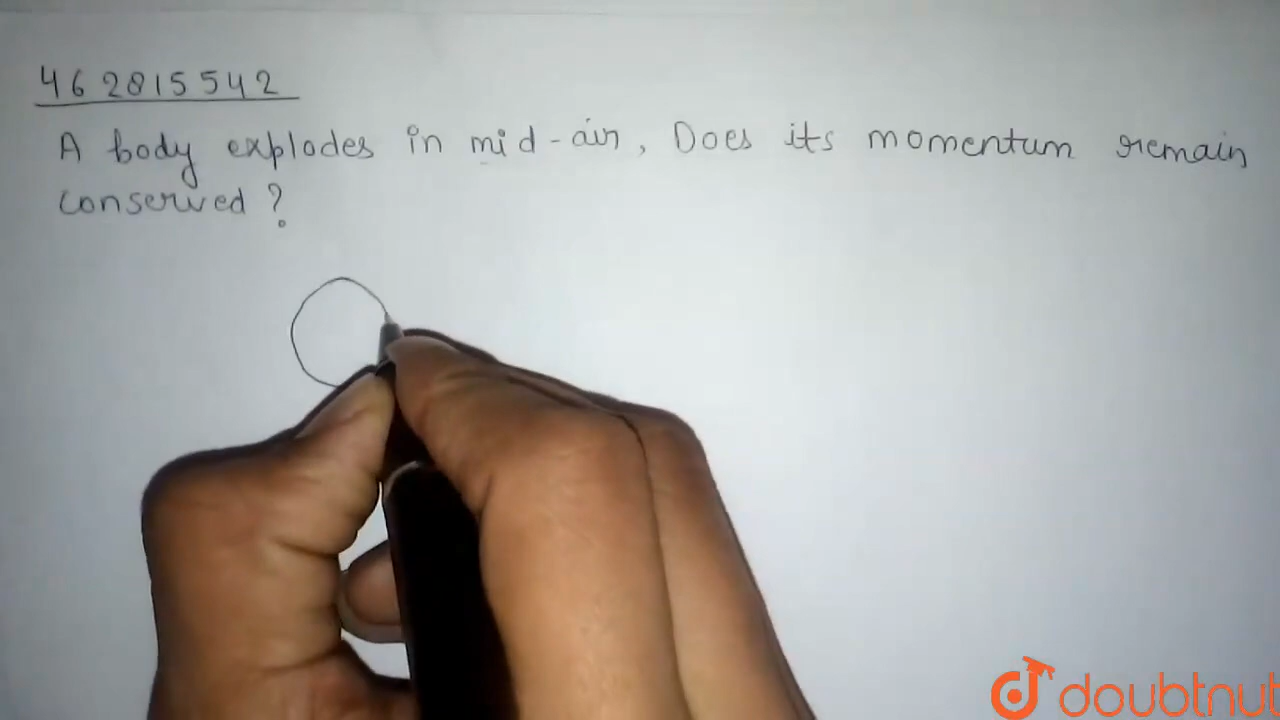 462815542
A body explodes in mid-air, Does its momentum remain
conserved?
doubtnut